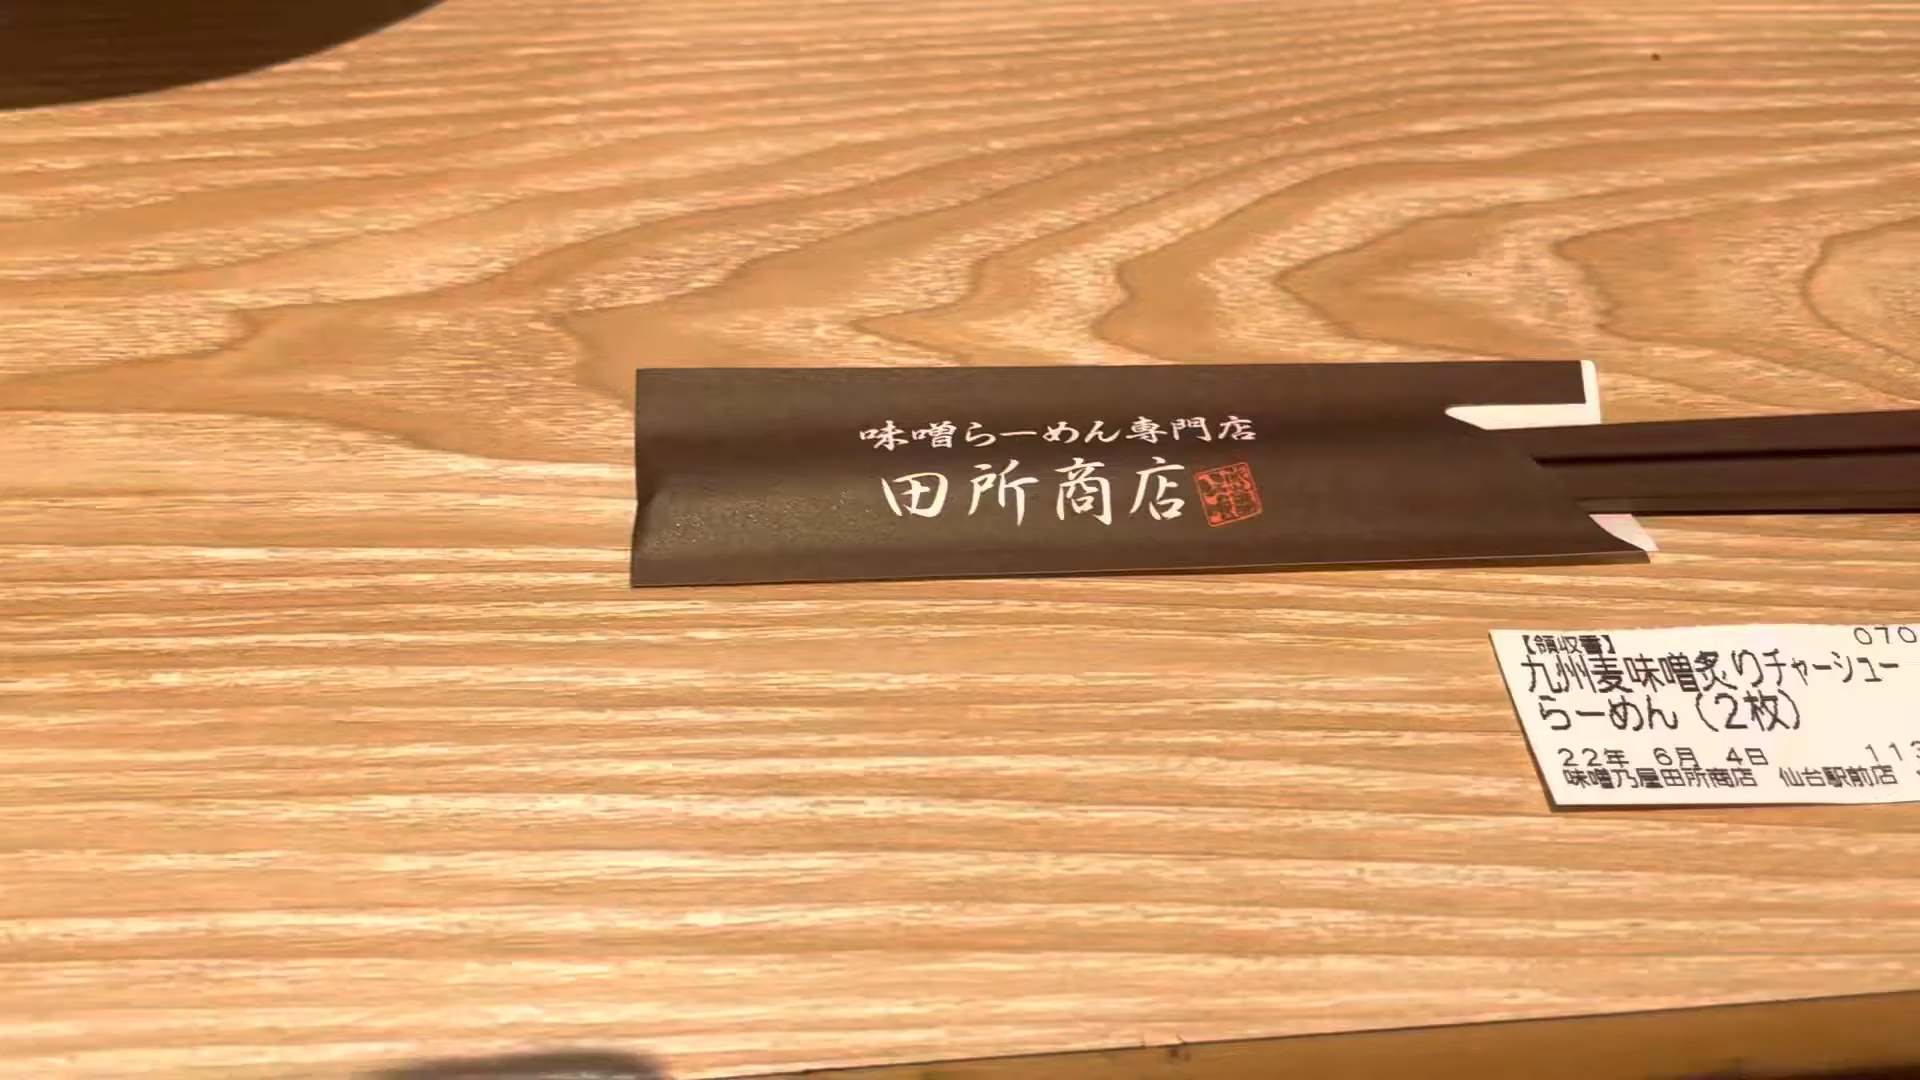 味噌らーめん専門店
田所商店
【領収書】 070
九州麦味噌炙りチャーシュー
らーめん（2枚）
22年 6月 4日 113
味噌乃屋田所商店 仙台駅前店